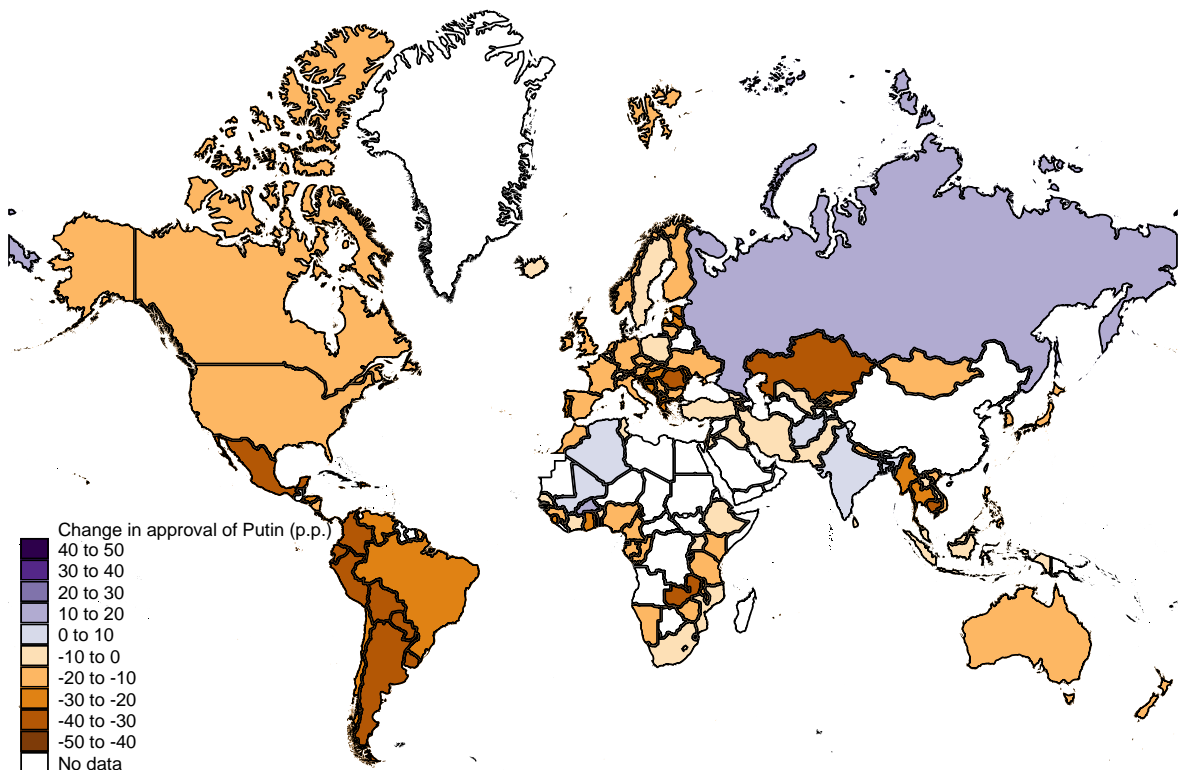 Change in approval of Putin (p.p.)
40 to 50
30 to 40
20 to 30
10 to 20
0 to 10
-10 to 0
-20 to -10
-30 to -20
-40 to -30
-50 to -40
No data